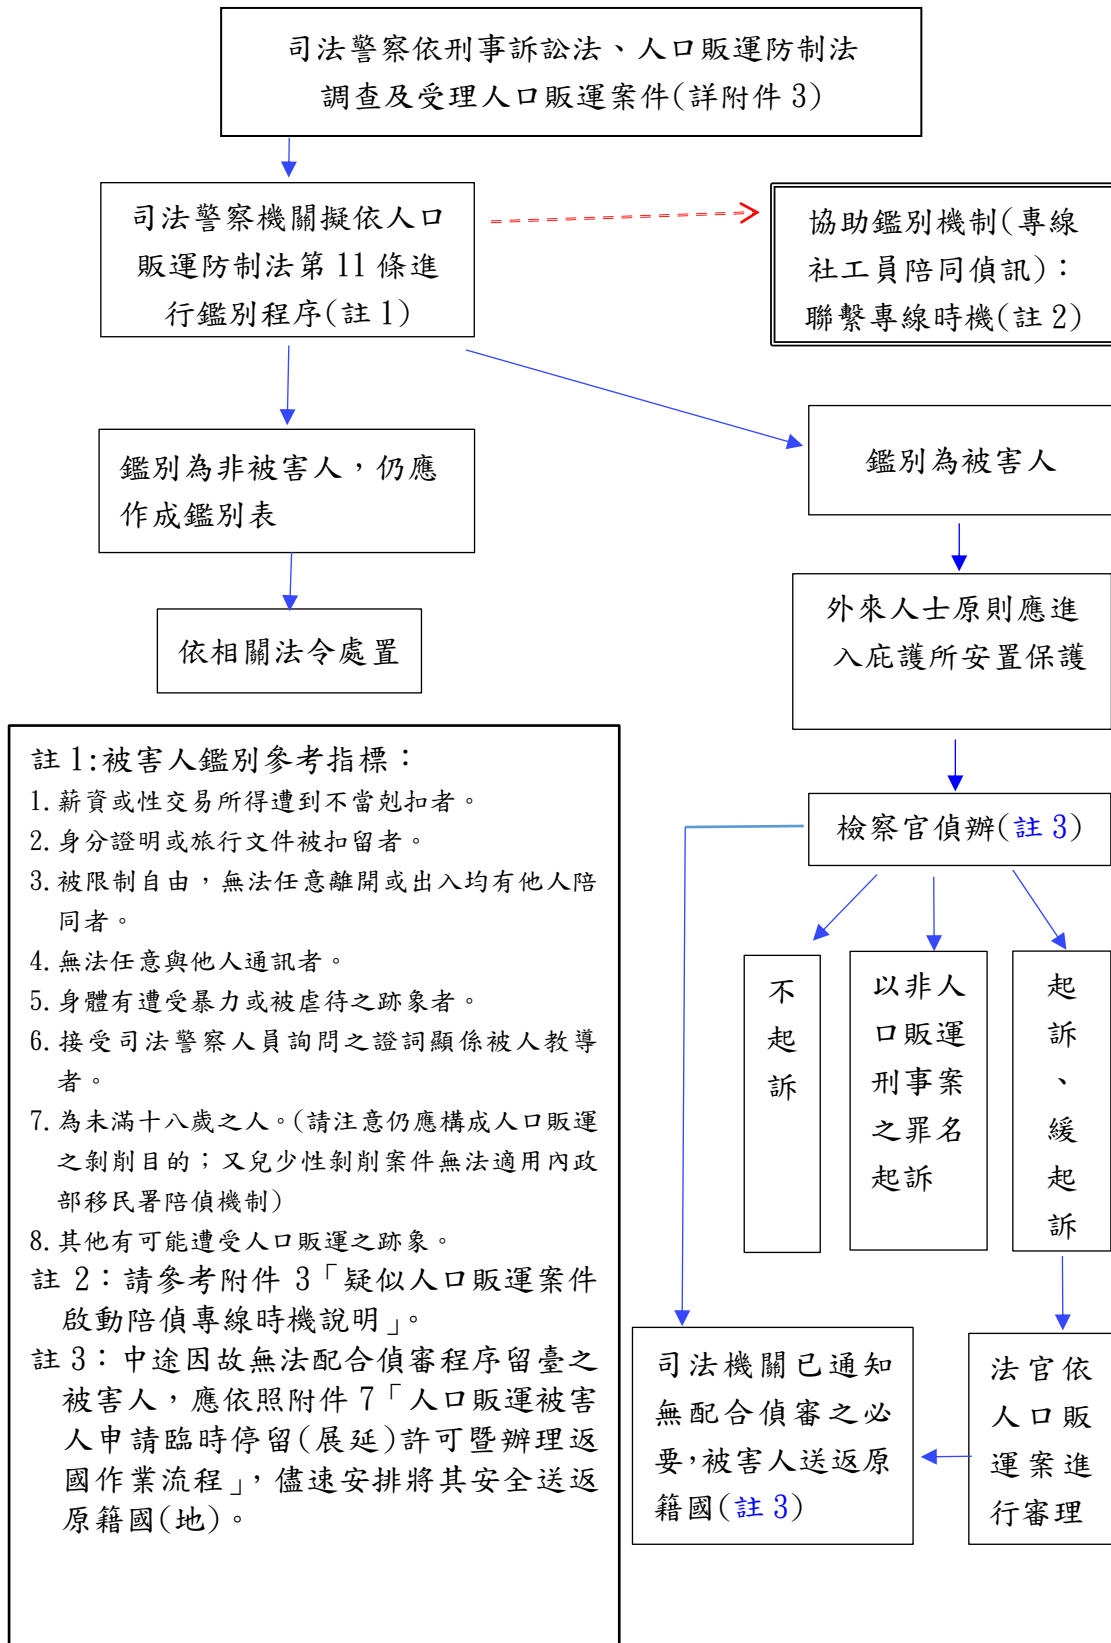 司法警察依刑事訴訟法、人口販運防制法
調查及受理人口販運案件(詳附件 3)
司法警察機關擬依人口
販運防制法第 11 條進
行鑑別程序(註 1)
協助鑑別機制(專線
社工員陪同偵訊)：
聯繫專線時機(註 2)
鑑別為非被害人，仍應
作成鑑別表
鑑別為被害人
依相關法令處置
外來人士原則應進
入庇護所安置保護
檢察官偵辦(註 3)
不
起
訴
以非人
口販運
刑事案
之罪名
起訴
起
訴
、
緩
起
訴
司法機關已通知
無配合偵審之必
要,被害人送返原
籍國(註 3)
法官依
人口販
運案進
行審理
註 1:被害人鑑別參考指標：
1. 薪資或性交易所得遭到不當剋扣者。
2. 身分證明或旅行文件被扣留者。
3. 被限制自由，無法任意離開或出入均有他人陪
同者。
4. 無法任意與他人通訊者。
5. 身體有遭受暴力或被虐待之跡象者。
6. 接受司法警察人員詢問之證詞顯係被人教導
者。
7. 為未滿十八歲之人。(請注意仍應構成人口販運
之剝削目的；又兒少性剝削案件無法適用內政
部移民署陪偵機制)
8. 其他有可能遭受人口販運之跡象。
註 2：請參考附件 3「疑似人口販運案件
啟動陪偵專線時機說明」。
註 3：中途因故無法配合偵審程序留臺之
被害人，應依照附件 7「人口販運被害
人申請臨時停留(展延)許可暨辦理返
國作業流程」，儘速安排將其安全送返
原籍國(地)。